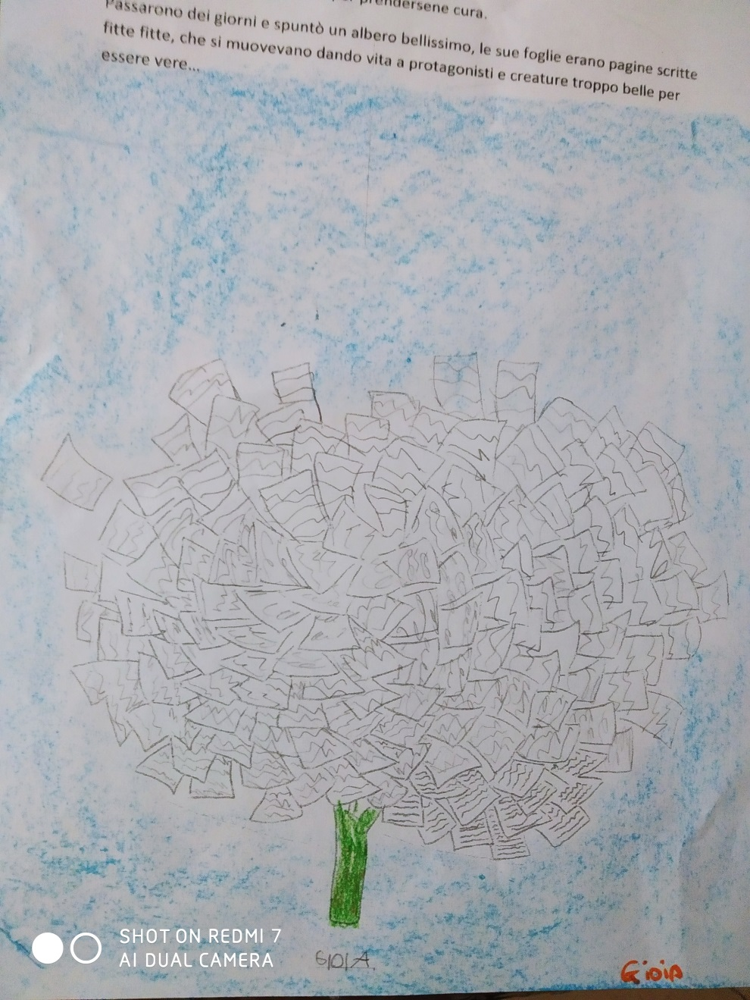 prendersene cura.
Passarono dei giorni e spuntò un albero bellissimo, le sue foglie erano pagine scritte
fitte fitte, che si muovevano dando vita a protagonisti e creature troppo belle per
essere vere...
SHOT ON REDMI 7
AI DUAL CAMERA
GIOIA
Gioia